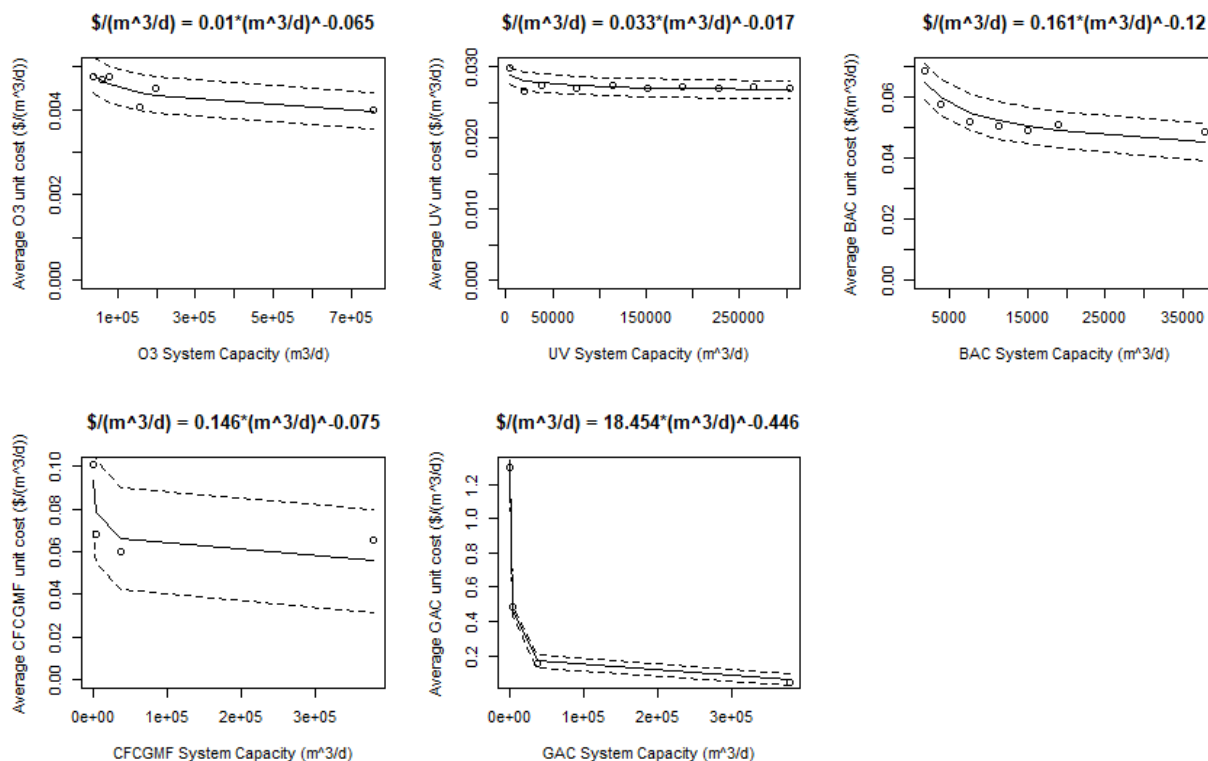 $/(m^3/d) = 0.01*(m^3/d)^-0.065
Average O3 unit cost ($/(m^3/d))
0.000
0.002
0.004
1e+05
3e+05
5e+05
7e+05
O3 System Capacity (m3/d)
$/(m^3/d) = 0.033*(m^3/d)^-0.017
Average UV unit cost ($/(m^3/d))
0.000
0.010
0.020
0.030
0
50000
150000
250000
UV System Capacity (m^3/d)
$/(m^3/d) = 0.161*(m^3/d)^-0.12
Average BAC unit cost ($/(m^3/d))
0.00
0.02
0.04
0.06
5000
15000
25000
35000
BAC System Capacity (m^3/d)
$/(m^3/d) = 0.146*(m^3/d)^-0.075
Average CFCGMF unit cost ($/(m^3/d))
0.00
0.02
0.04
0.06
0.08
0.10
0e+00
1e+05
2e+05
3e+05
CFCGMF System Capacity (m^3/d)
$/(m^3/d) = 18.454*(m^3/d)^-0.446
Average GAC unit cost ($/(m^3/d))
0.2
0.4
0.6
0.8
1.0
1.2
0e+00
1e+05
2e+05
3e+05
GAC System Capacity (m^3/d)